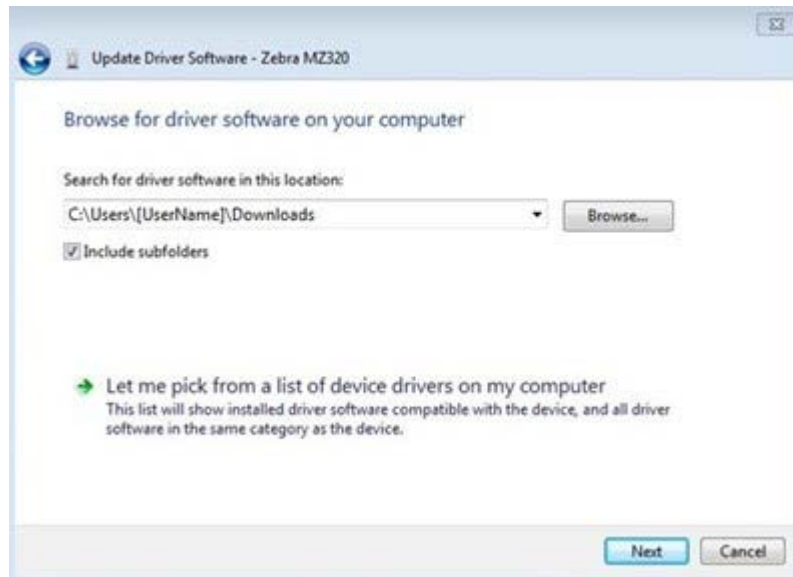 Update Driver Software - Zebra MZ320
Browse for driver software on your computer
Search for driver software in this location:
C:\Users\[UserName]\Downloads
Browse...
Include subfolders
Let me pick from a list of device drivers on my computer
This list will show installed driver software compatible with the device, and all driver
software in the same category as the device.
Next
Cancel